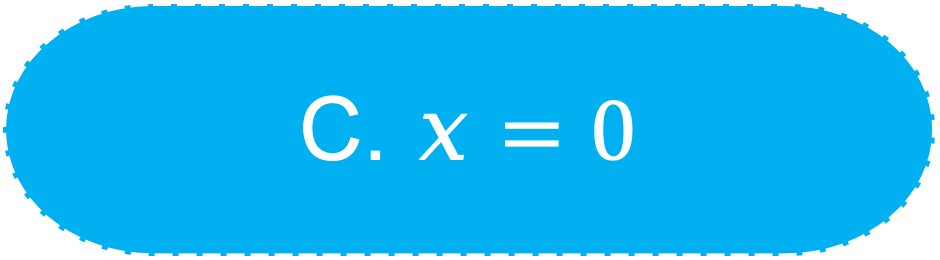 C. x = 0